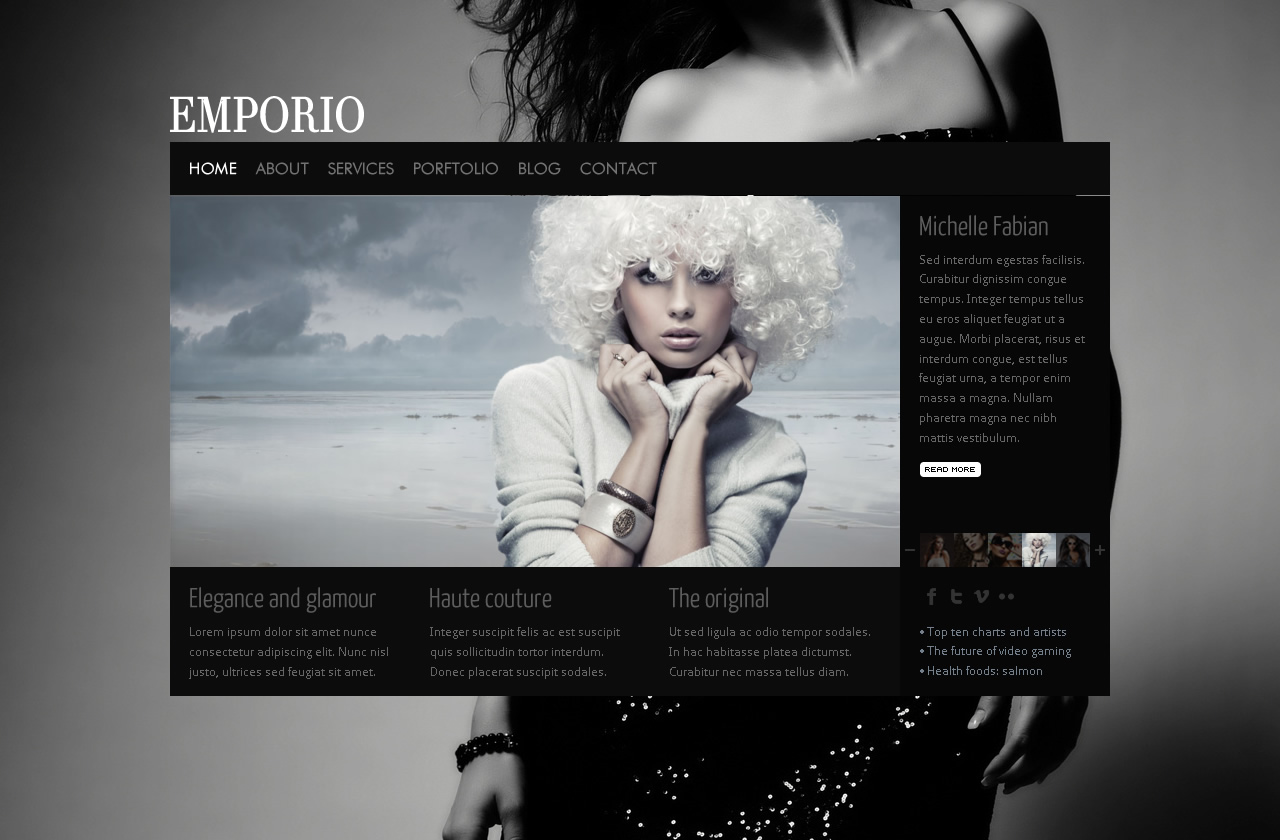 EMPORIO
HOME ABOUT SERVICES PORFTOLIO BLOG CONTACT
Michelle Fabian
Sed interdum egestas facilisis.
Curabitur dignissim congue
tempus. Integer tempus tellus
eu eros aliquet feugiat ut a
augue. Morbi placerat, risus et
interdum congue, est tellus
feugiat urna, a tempor enim
massa a magna. Nullam
pharetra magna nec nibh
mattis vestibulum.
READ MORE
Elegance and glamour
Lorem ipsum dolor sit amet nunce
consectetur adipiscing elit. Nunc nisl
justo, ultrices sed feugiat sit amet.
Haute couture
Integer suscipit felis ac est suscipit
quis sollicitudin tortor interdum.
Donec placerat suscipit sodales.
The original
Ut sed ligula ac odio tempor sodales.
In hac habitasse platea dictumst.
Curabitur nec massa tellus diam.
• Top ten charts and artists
• The future of video gaming
• Health foods: salmon